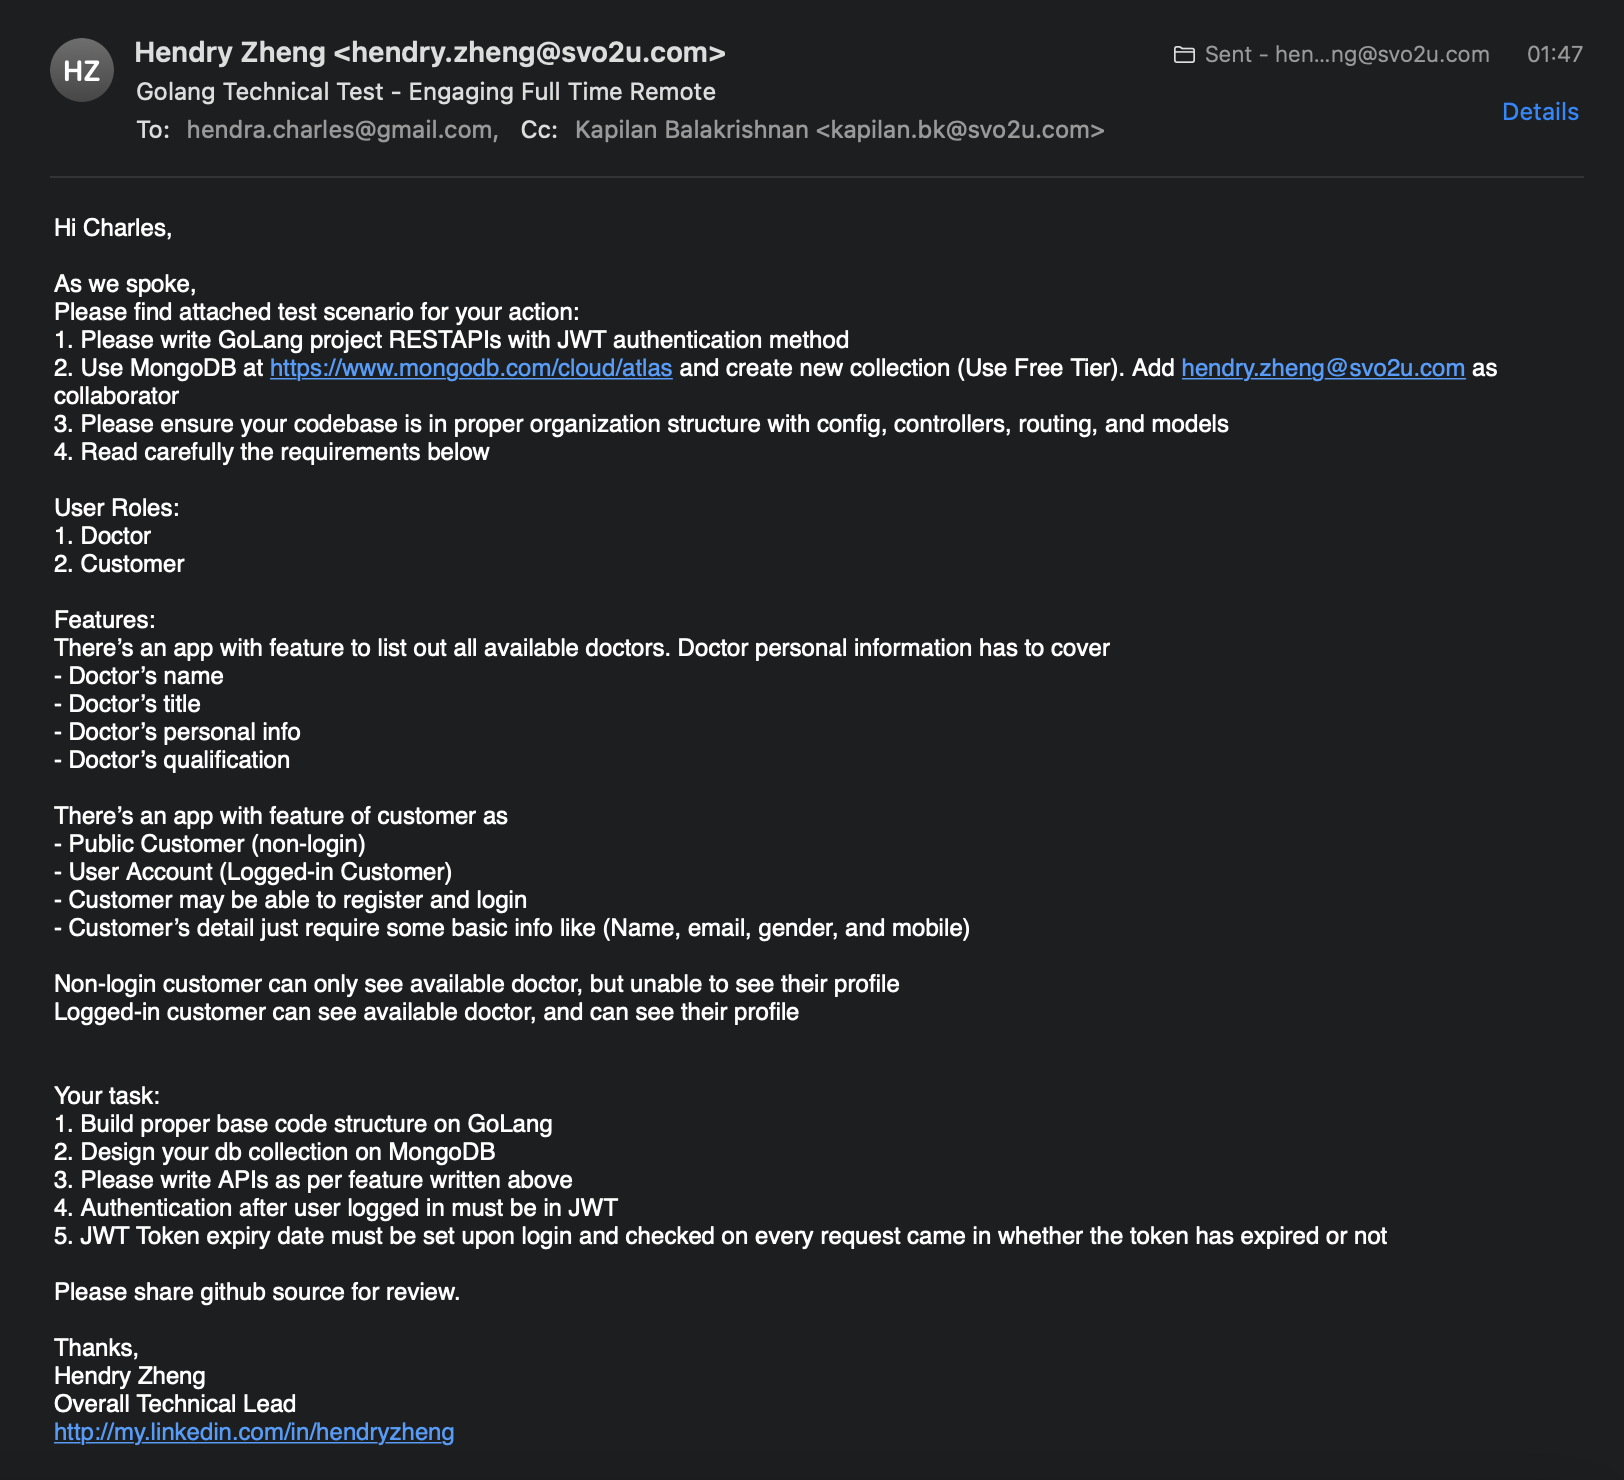 HZ
Hendry Zheng <hendry.zheng@svo2u.com>
Sent - hen...ng@svo2u.com 01:47
Golang Technical Test - Engaging Full Time Remote
Details
To: hendra.charles@gmail.com, Cc: Kapilan Balakrishnan <kapilan.bk@svo2u.com>
Hi Charles,
As we spoke,
Please find attached test scenario for your action:
1. Please write GoLang project RESTAPIs with JWT authentication method
2. Use MongoDB at https://www.mongodb.com/cloud/atlas and create new collection (Use Free Tier). Add hendry.zheng@svo2u.com as
collaborator
3. Please ensure your codebase is in proper organization structure with config, controllers, routing, and models
4. Read carefully the requirements below
User Roles:
1. Doctor
2. Customer
Features:
There’s an app with feature to list out all available doctors. Doctor personal information has to cover
- Doctor’s name
- Doctor’s title
- Doctor’s personal info
- Doctor’s qualification
There’s an app with feature of customer as
- Public Customer (non-login)
- User Account (Logged-in Customer)
- Customer may be able to register and login
- Customer’s detail just require some basic info like (Name, email, gender, and mobile)
Non-login customer can only see available doctor, but unable to see their profile
Logged-in customer can see available doctor, and can see their profile
Your task:
1. Build proper base code structure on GoLang
2. Design your db collection on MongoDB
3. Please write APIs as per feature written above
4. Authentication after user logged in must be in JWT
5. JWT Token expiry date must be set upon login and checked on every request came in whether the token has expired or not
Please share github source for review.
Thanks,
Hendry Zheng
Overall Technical Lead
http://my.linkedin.com/in/hendryzheng